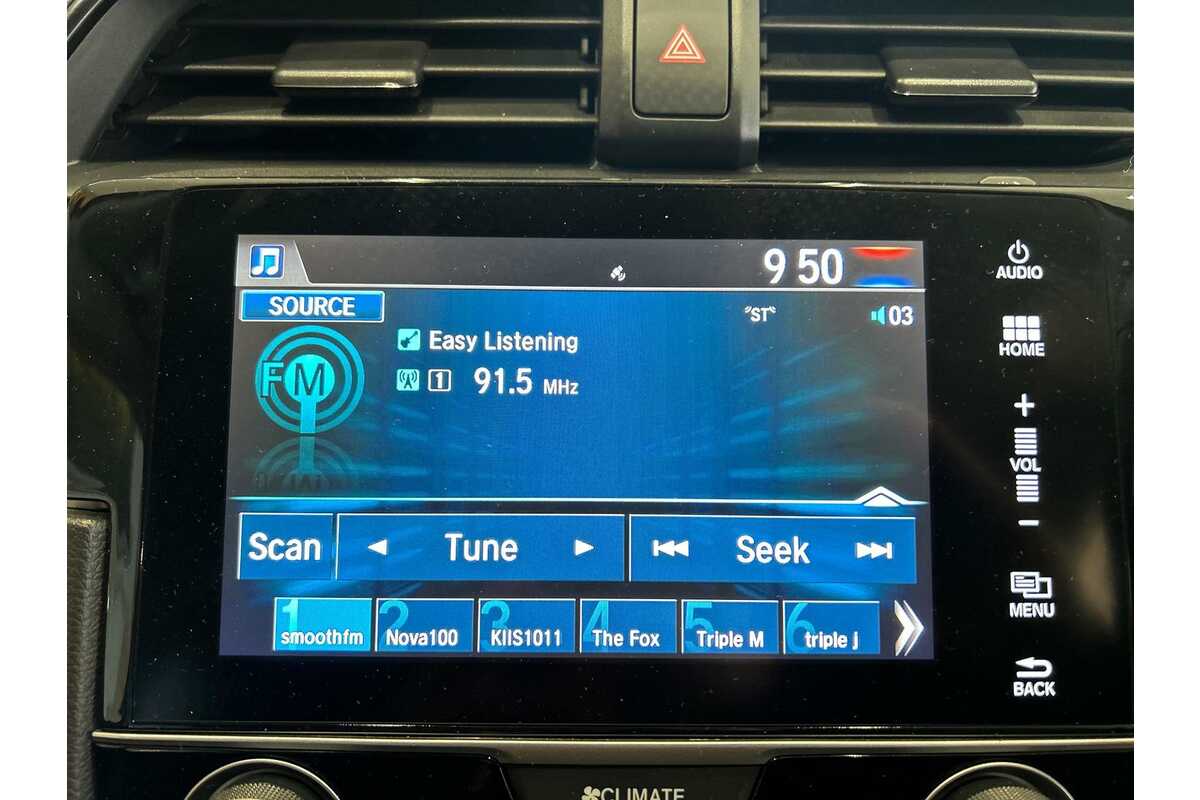 9 50
AUDIO
SOURCE
"ST"
03
FM
Easy Listening
1 91.5 MHz
HOME
+
VOL
−
Scan
Tune
Seek
MENU
1 smoothfm
2 Nova100
3 KIIS1011
4 The Fox
5 Triple M
6 triple j
BACK
CLIMATE